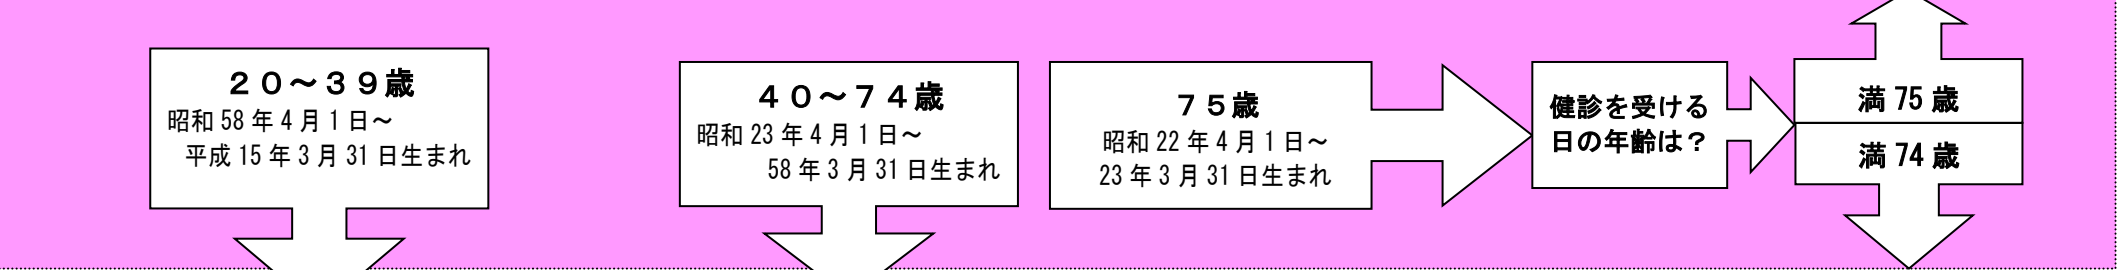 ２０～３９歳
昭和 58 年 4 月 1 日～
平成 15 年 3 月 31 日生まれ
４０～７４歳
昭和 23 年 4 月 1 日～
58 年 3 月 31 日生まれ
７５歳
昭和 22 年 4 月 1 日～
23 年 3 月 31 日生まれ
健診を受ける
日の年齢は？
満 75 歳
満 74 歳